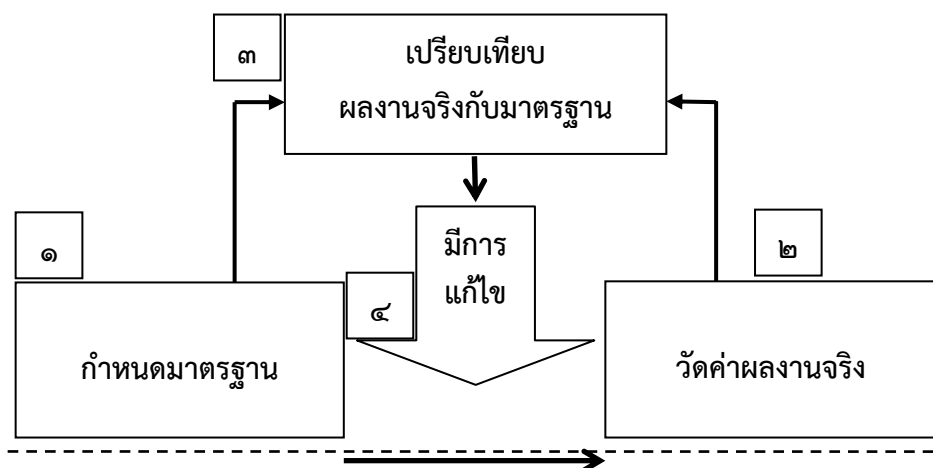 ๓
เปรียบเทียบ
ผลงานจริงกับมาตรฐาน
๑
มีการ
แก้ไข
๒
๔
กำหนดมาตรฐาน
วัดค่าผลงานจริง